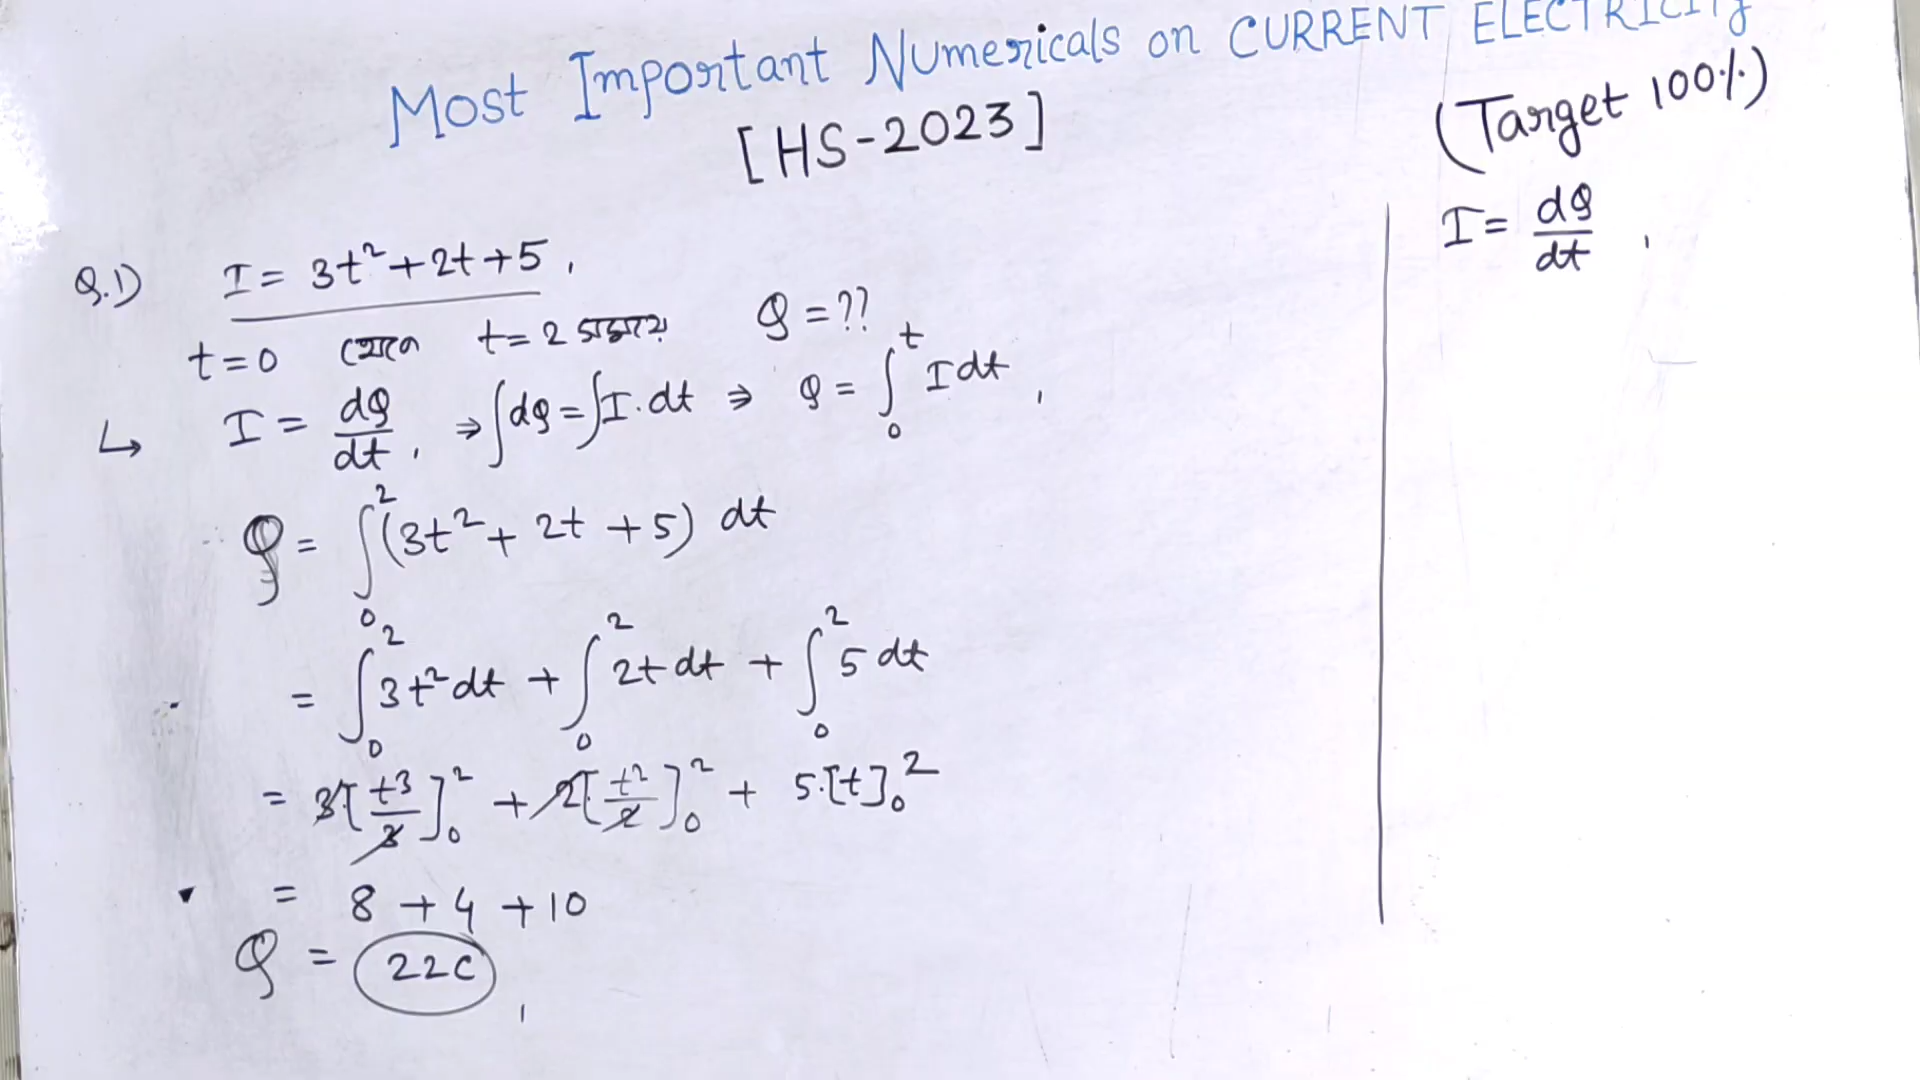 Most Important Numericals on CURRENT ELECTRICITY
[HS-2023]
(Target 100%)
I = dQ/dt ,
Q.1) I = 3t² + 2t + 5 ,
t = 0 থেকে t = 2 Q = ??
↳ I = dQ/dt , ⇒ ∫dQ = ∫I.dt ⇒ Q = ∫₀ᵗ I dt ,
Q = ∫₀² (3t² + 2t + 5) dt
= ∫₀² 3t² dt + ∫₀² 2t dt + ∫₀² 5 dt
= 3[t³/3]₀² + 2[t²/2]₀² + 5.[t]₀²
= 8 + 4 + 10
Q = 22C ,